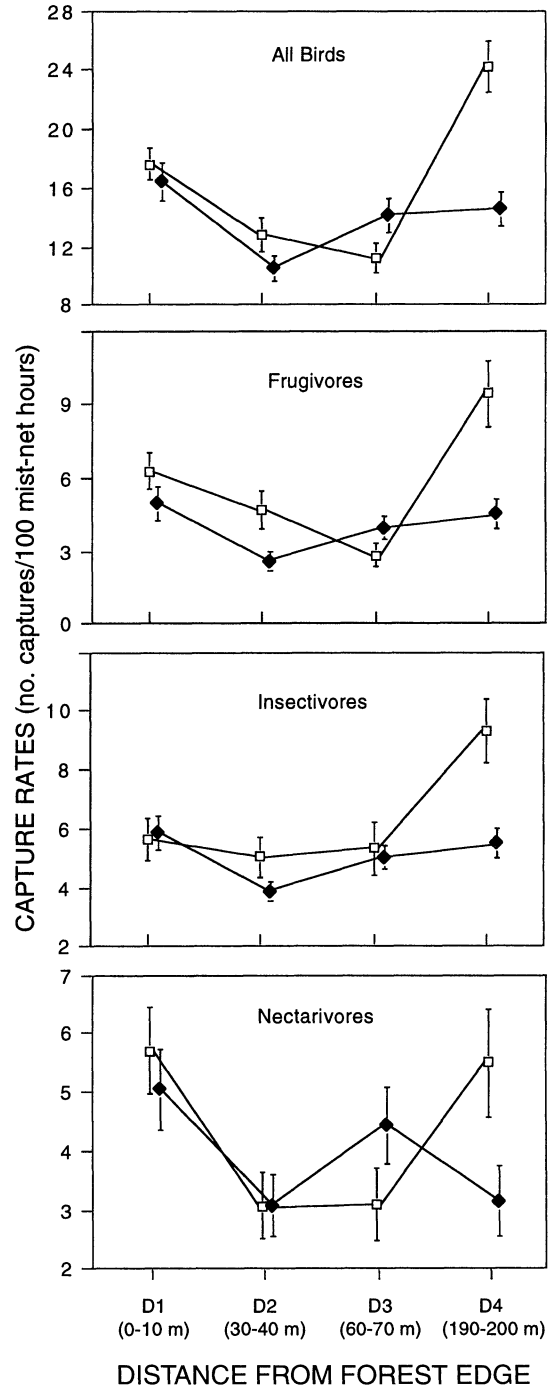 28
24
20
16
12
8
All Birds
9
6
3
0
Frugivores
10
8
6
4
2
Insectivores
7
6
5
4
3
2
Nectarivores
CAPTURE RATES (no. captures/100 mist-net hours)
D1 D2 D3 D4
(0-10 m) (30-40 m) (60-70 m) (190-200 m)
DISTANCE FROM FOREST EDGE